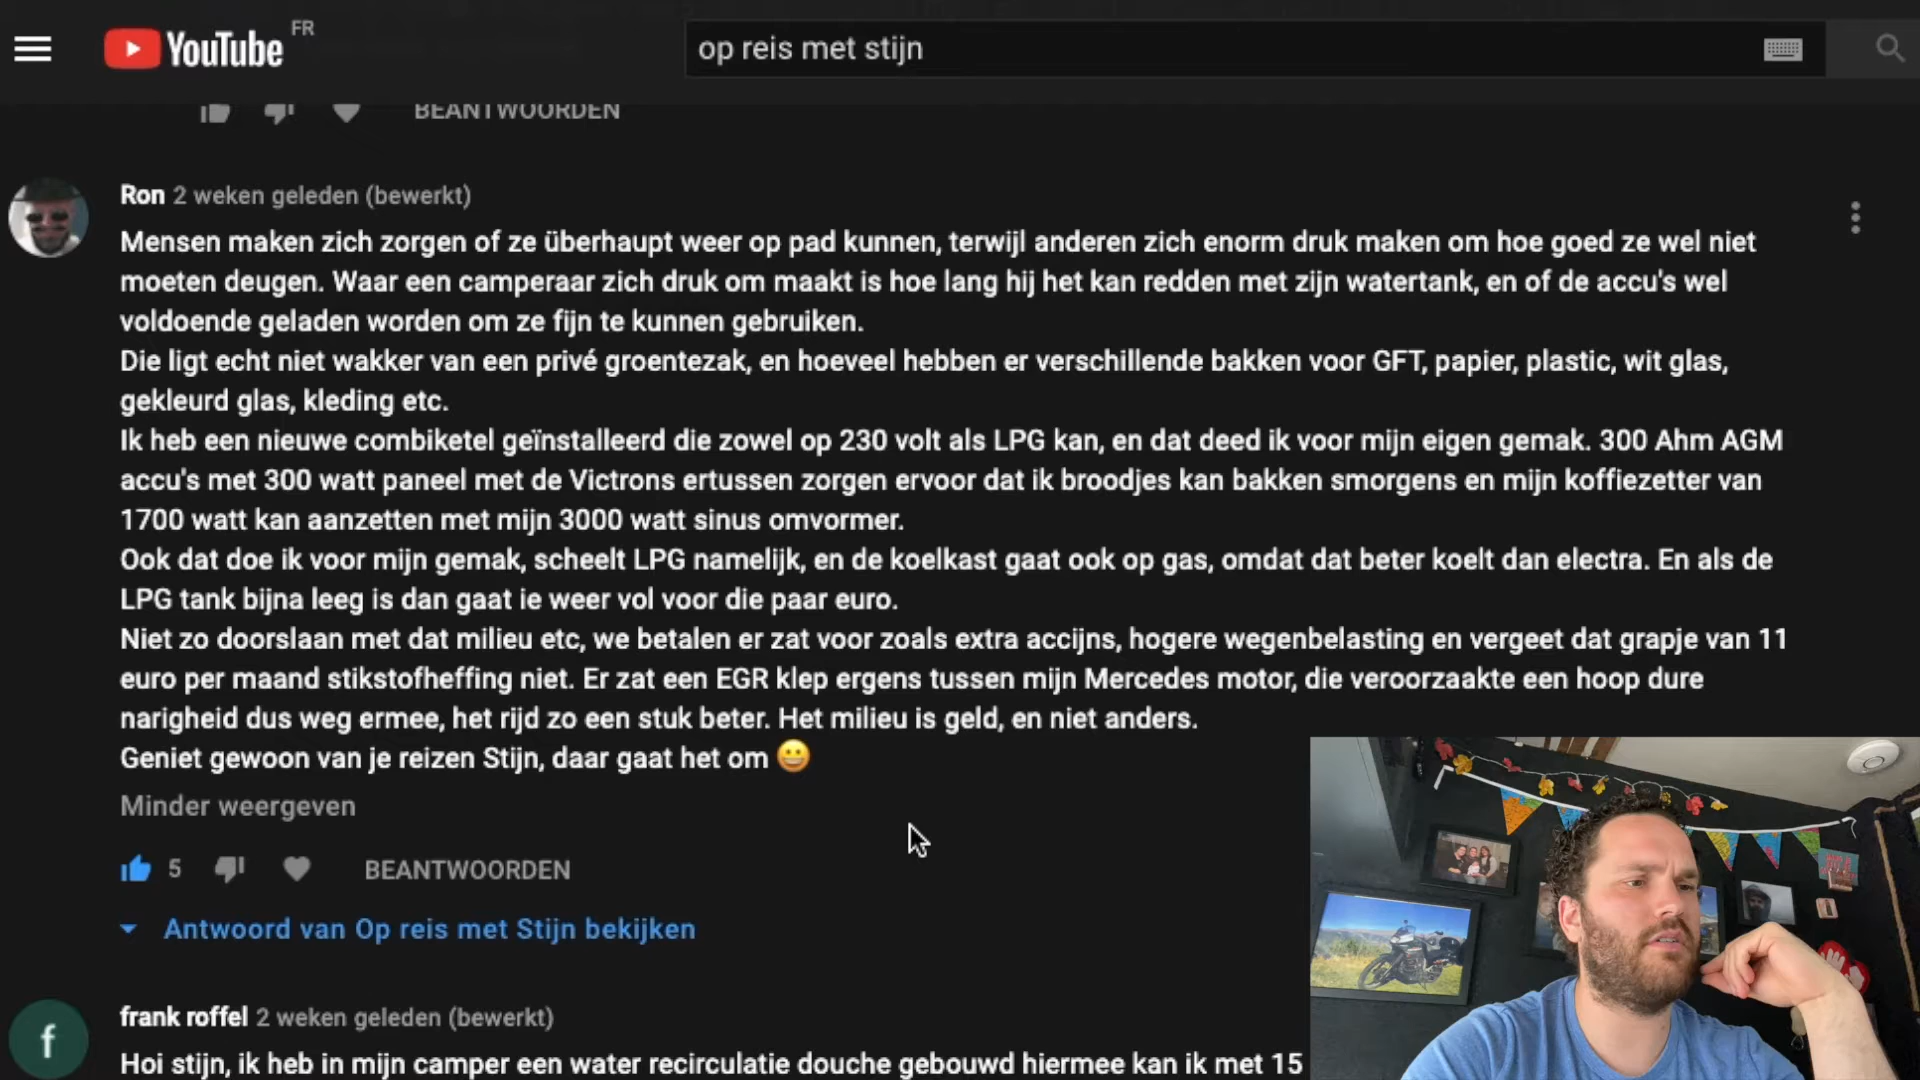 YouTube FR
op reis met stijn
BEANTWOORDEN
Ron 2 weken geleden (bewerkt)
Mensen maken zich zorgen of ze überhaupt weer op pad kunnen, terwijl anderen zich enorm druk maken om hoe goed ze wel niet
moeten deugen. Waar een camperaar zich druk om maakt is hoe lang hij het kan redden met zijn watertank, en of de accu's wel
voldoende geladen worden om ze fijn te kunnen gebruiken.
Die ligt echt niet wakker van een privé groentezak, en hoeveel hebben er verschillende bakken voor GFT, papier, plastic, wit glas,
gekleurd glas, kleding etc.
Ik heb een nieuwe combiketel geïnstalleerd die zowel op 230 volt als LPG kan, en dat deed ik voor mijn eigen gemak. 300 Ahm AGM
accu's met 300 watt paneel met de Victrons ertussen zorgen ervoor dat ik broodjes kan bakken smorgens en mijn koffiezetter van
1700 watt kan aanzetten met mijn 3000 watt sinus omvormer.
Ook dat doe ik voor mijn gemak, scheelt LPG namelijk, en de koelkast gaat ook op gas, omdat dat beter koelt dan electra. En als de
LPG tank bijna leeg is dan gaat ie weer vol voor die paar euro.
Niet zo doorslaan met dat milieu etc, we betalen er zat voor zoals extra accijns, hogere wegenbelasting en vergeet dat grapje van 11
euro per maand stikstofheffing niet. Er zat een EGR klep ergens tussen mijn Mercedes motor, die veroorzaakte een hoop dure
narigheid dus weg ermee, het rijd zo een stuk beter. Het milieu is geld, en niet anders.
Geniet gewoon van je reizen Stijn, daar gaat het om 😀
Minder weergeven
5 BEANTWOORDEN
Antwoord van Op reis met Stijn bekijken
f
frank roffel 2 weken geleden (bewerkt)
Hoi stijn, ik heb in mijn camper een water recirculatie douche gebouwd hiermee kan ik met 15